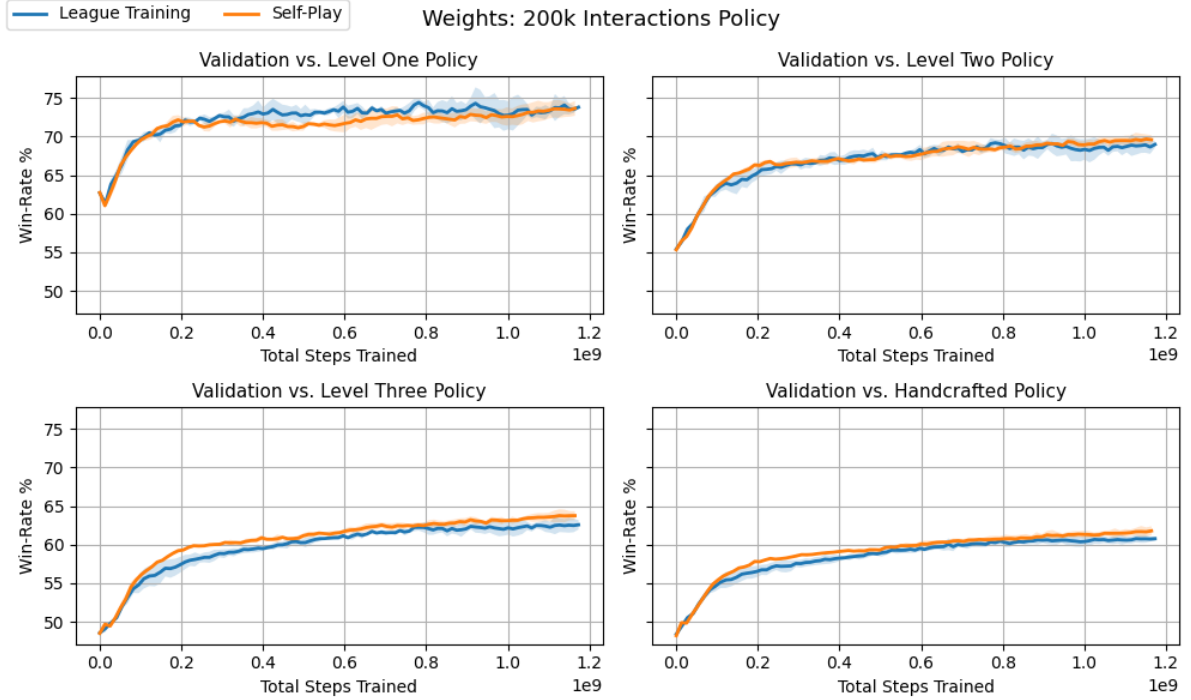 League Training
Self-Play
Weights: 200k Interactions Policy
Validation vs. Level One Policy
75
70
65
60
55
50
Win-Rate %
0.0
0.2
0.4
0.6
0.8
1.0
1.2
1e9
Total Steps Trained
Validation vs. Level Two Policy
Win-Rate %
0.0
0.2
0.4
0.6
0.8
1.0
1.2
1e9
Total Steps Trained
Validation vs. Level Three Policy
75
70
65
60
55
50
Win-Rate %
0.0
0.2
0.4
0.6
0.8
1.0
1.2
1e9
Total Steps Trained
Validation vs. Handcrafted Policy
Win-Rate %
0.0
0.2
0.4
0.6
0.8
1.0
1.2
1e9
Total Steps Trained